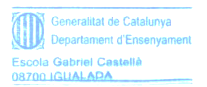 Generalitat de Catalunya
Departament d'Ensenyament
Escola Gabriel Castellà
08700 IGUALADA